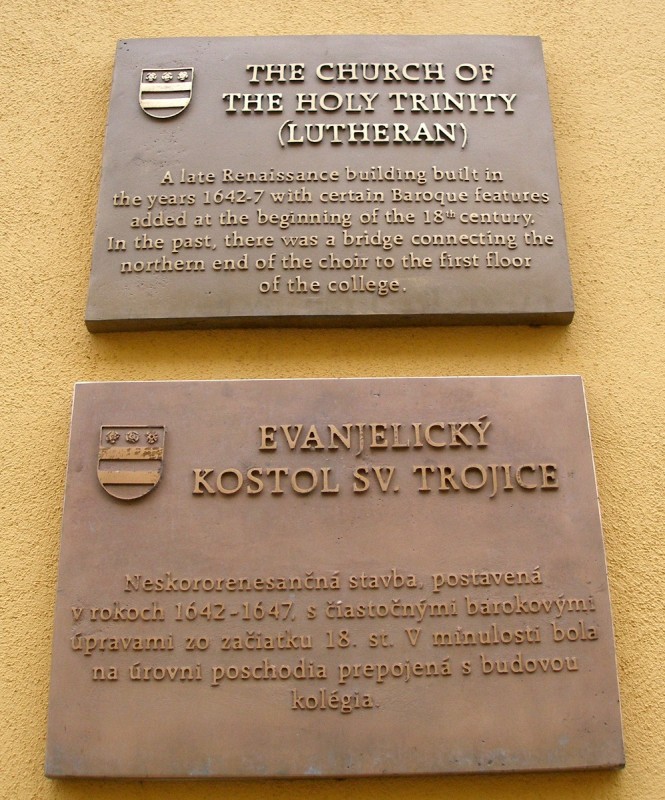 THE CHURCH OF
THE HOLY TRINITY
(LUTHERAN)
A late Renaissance building built in
the years 1642-7 with certain Baroque features
added at the beginning of the 18th century.
In the past, there was a bridge connecting the
northern end of the choir to the first floor
of the college.
EVANJELICKÝ
KOSTOL SV. TROJICE
Neskororenesančná stavba, postavená
v rokoch 1642-1647, s čiastočnými barokovými
úpravami zo začiatku 18. st. V minulosti bola
na úrovni poschodia prepojená s budovou
kolégia.